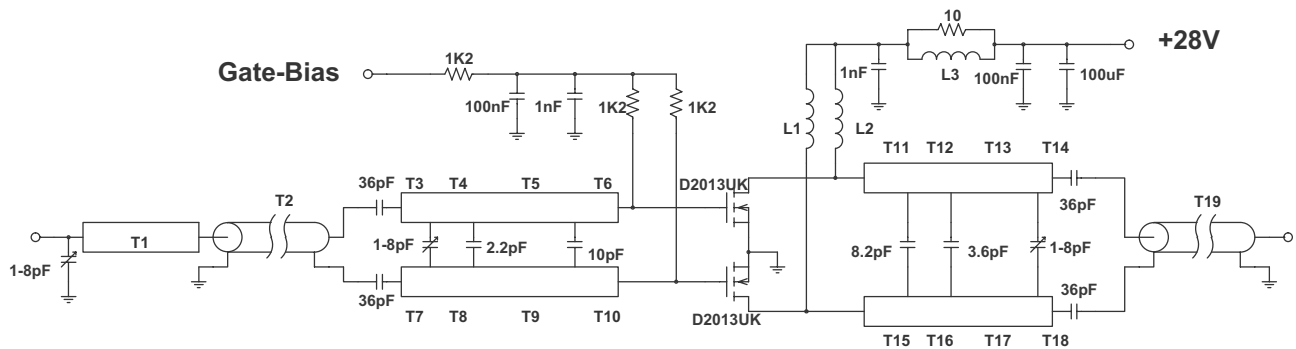 10
+28V
1K2
Gate-Bias
1nF
L3
100nF
100uF
100nF
1nF
1K2
1K2
L1
L2
T11
T12
T13
T14
36pF
T3
T4
T5
T6
D2013UK
T2
36pF
T19
T1
1-8pF
2.2pF
10pF
8.2pF
3.6pF
1-8pF
1-8pF
36pF
36pF
T7
T8
T9
T10
D2013UK
T15
T16
T17
T18